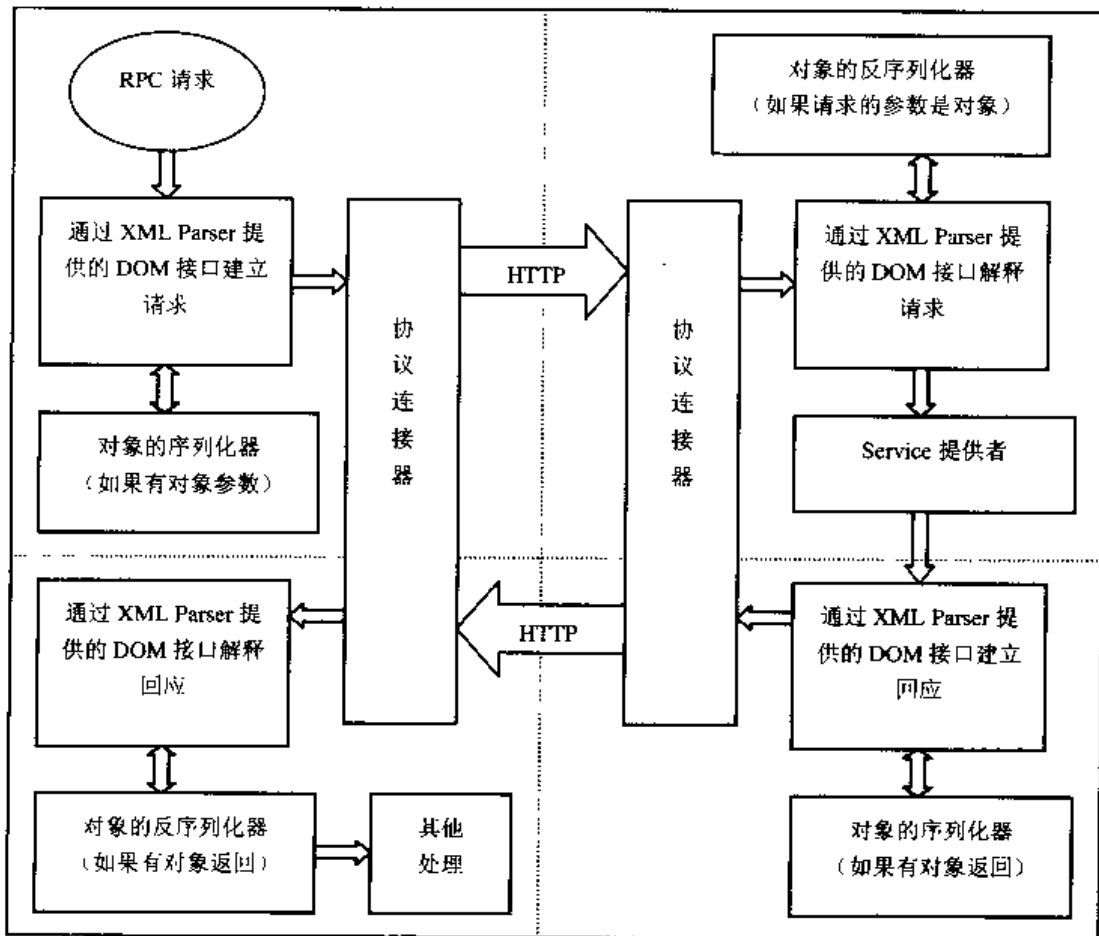 RPC 请求
对象的反序列化器
（如果请求的参数是对象）
通过 XML Parser 提
供的 DOM 接口建立
请求
HTTP
通过 XML Parser 提
供的 DOM 接口解释
请求
协
议
连
接
器
协
议
连
接
器
对象的序列化器
（如果有对象参数）
Service 提供者
通过 XML Parser 提
供的 DOM 接口解释
回应
HTTP
通过 XML Parser 提
供的 DOM 接口建立
回应
对象的反序列化器
（如果有对象返回）
其他
处理
对象的序列化器
（如果有对象返回）